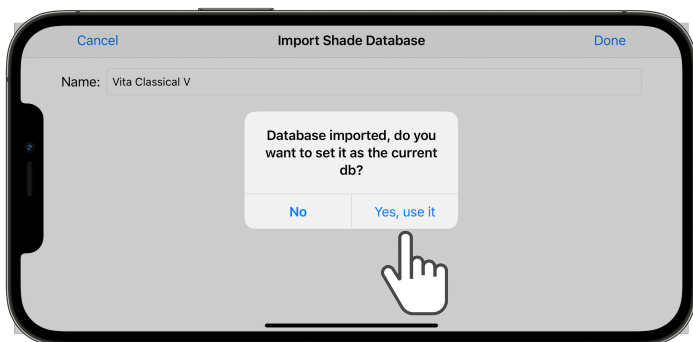 Cancel
Import Shade Database
Done
Name: Vita Classical V
Database imported, do you
want to set it as the current
db?
No
Yes, use it